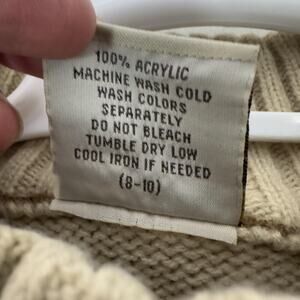 100% ACRYLIC
MACHINE WASH COLD
WASH COLORS
SEPARATELY
DO NOT BLEACH
TUMBLE DRY LOW
COOL IRON IF NEEDED
(8-10)